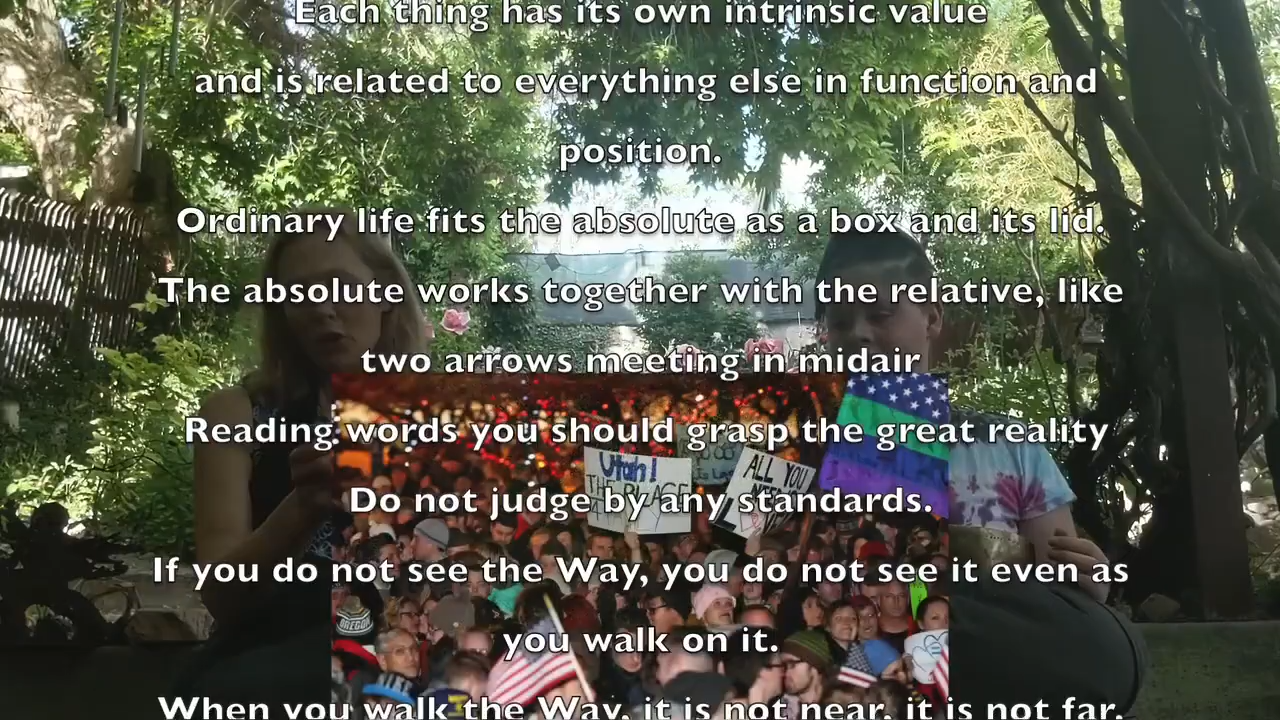 Each thing has its own intrinsic value
and is related to everything else in function and
position.
Ordinary life fits the absolute as a box and its lid.
The absolute works together with the relative, like
two arrows meeting in midair
Reading words you should grasp the great reality
Utah!
ALL YOU
Do not judge by any standards.
If you do not see the Way, you do not see it even as
OREGON
you walk on it.
When you walk the Way, it is not near, it is not far,